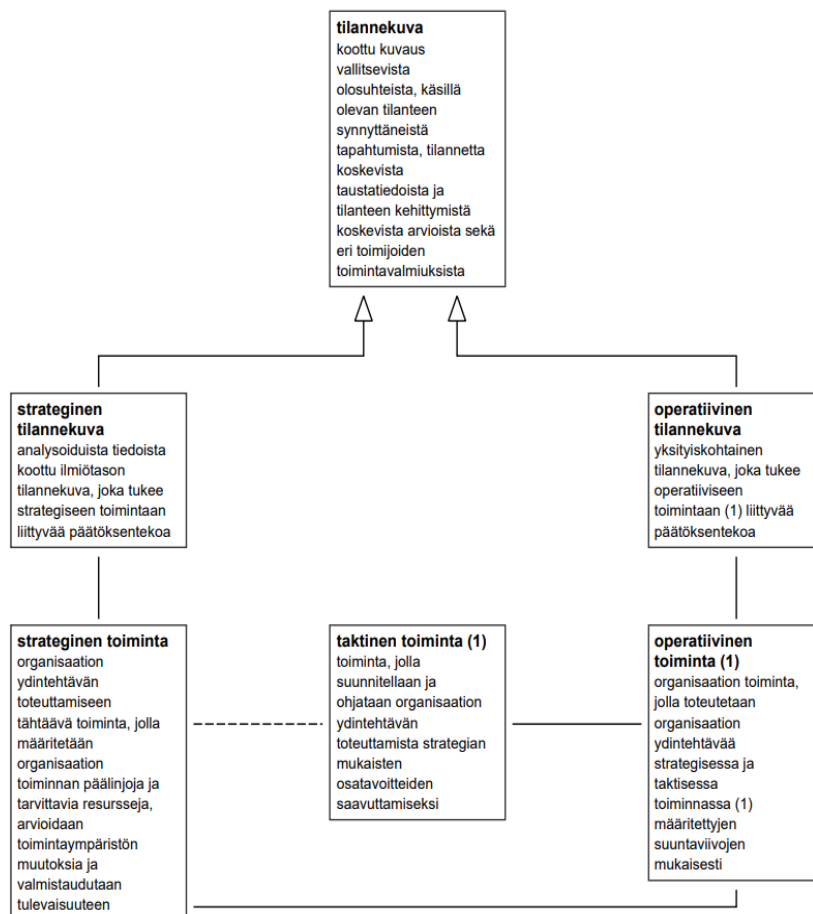 tilannekuva
koottu kuvaus
vallitsevista
olosuhteista, käsillä
olevan tilanteen
synnyttäneistä
tapahtumista, tilannetta
koskevista
taustatiedoista ja
tilanteen kehittymistä
koskevista arvioista sekä
eri toimijoiden
toimintavalmiuksista
strateginen
tilannekuva
analysoiduista tiedoista
koottu ilmiötason
tilannekuva, joka tukee
strategiseen toimintaan
liittyvää päätöksentekoa
operatiivinen
tilannekuva
yksityiskohtainen
tilannekuva, joka tukee
operatiiviseen
toimintaan (1) liittyvää
päätöksentekoa
strateginen toiminta
organisaation
ydintehtävän
toteuttamiseen
tähtäävä toiminta, jolla
määritetään
organisaation
toiminnan päälinjoja ja
tarvittavia resursseja,
arvioidaan
toimintaympäristön
muutoksia ja
valmistaudutaan
tulevaisuuteen
taktinen toiminta (1)
toiminta, jolla
suunnitellaan ja
ohjataan organisaation
ydintehtävän
toteuttamista strategian
mukaisten
osatavoitteiden
saavuttamiseksi
operatiivinen
toiminta (1)
organisaation toiminta,
jolla toteutetaan
organisaation
ydintehtävää
strategisessa ja
taktisessa
toiminnassa (1)
määritettyjen
suuntaviivojen
mukaisesti